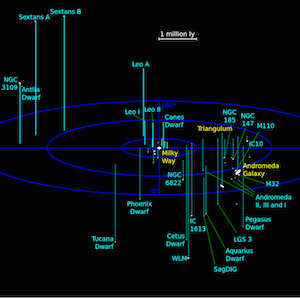 Sextans B
Sextans A
1 million ly
Leo A
NGC
3109
Antlia
Dwarf
Leo I
Leo II
Canes
Dwarf
NGC
185
NGC
147
M110
Triangulum
IC10
Milky
Way
Andromeda
Galaxy
NGC
6822
M32
Andromeda
II, III and I
Phoenix
Dwarf
Pegasus
Dwarf
IC
1613
Tucana
Dwarf
Cetus
Dwarf
LGS 3
WLM
Aquarius
Dwarf
SagDIG